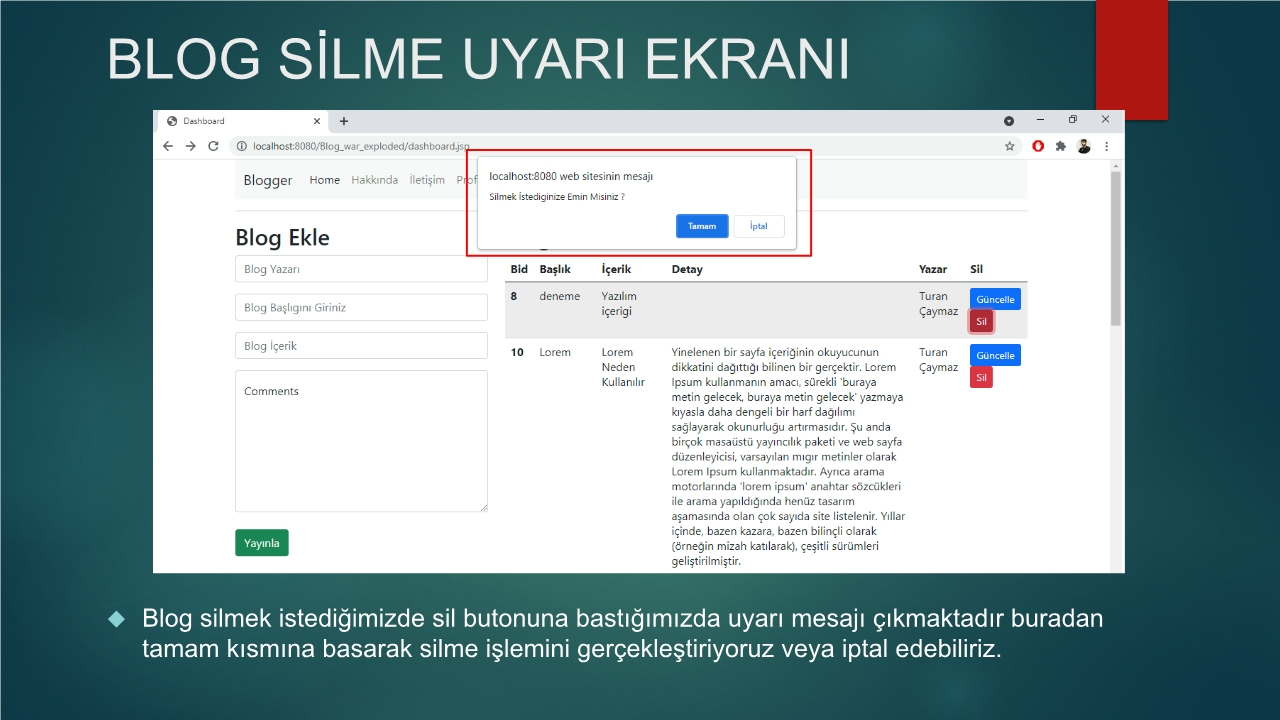 BLOG SİLME UYARI EKRANI
Dashboard
localhost:8080/Blog_war_exploded/dashboard.jsp
Blogger Home Hakkında İletişim
localhost:8080 web sitesinin mesajı
Silmek İstediginize Emin Misiniz ?
Tamam İptal
Blog Ekle
Blog Yazarı
Blog Başlıgını Giriniz
Blog İçerik
Comments
Yayınla
Bid Başlık İçerik Detay Yazar Sil
8 deneme Yazılım Turan Güncelle
içerigi Çaymaz Sil
10 Lorem Lorem Yinelenen bir sayfa içeriğinin okuyucunun Turan Güncelle
Neden dikkatini dağıttığı bilinen bir gerçektir. Lorem Çaymaz
Kullanılır Ipsum kullanmanın amacı, sürekli 'buraya Sil
metin gelecek, buraya metin gelecek' yazmaya
kıyasla daha dengeli bir harf dağılımı
sağlayarak okunurluğu artırmasıdır. Şu anda
birçok masaüstü yayıncılık paketi ve web sayfa
düzenleyicisi, varsayılan mıgır metinler olarak
Lorem Ipsum kullanmaktadır. Ayrıca arama
motorlarında 'lorem ipsum' anahtar sözcükleri
ile arama yapıldığında henüz tasarım
aşamasında olan çok sayıda site listelenir. Yıllar
içinde, bazen kazara, bazen bilinçli olarak
(örneğin mizah katılarak), çeşitli sürümleri
geliştirilmiştir.
Blog silmek istediğimizde sil butonuna bastığımızda uyarı mesajı çıkmaktadır buradan
tamam kısmına basarak silme işlemini gerçekleştiriyoruz veya iptal edebiliriz.